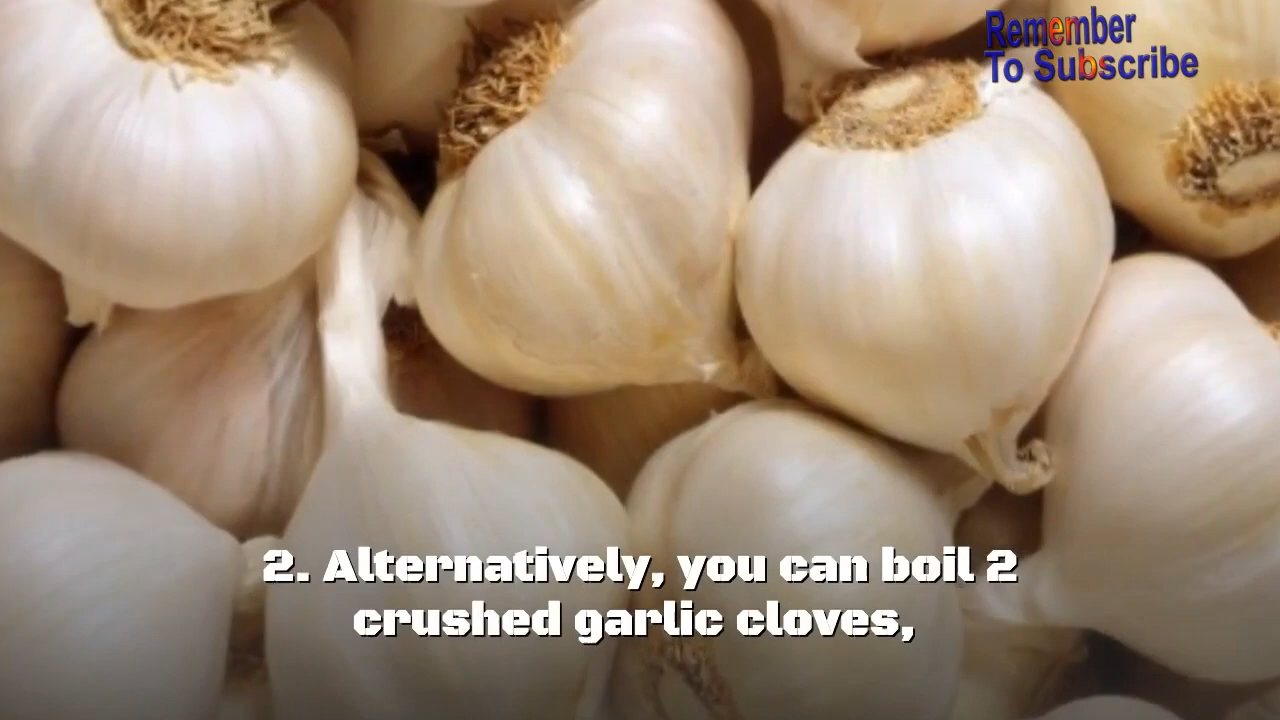 Remember
To Subscribe
2. Alternatively, you can boil 2
crushed garlic cloves,